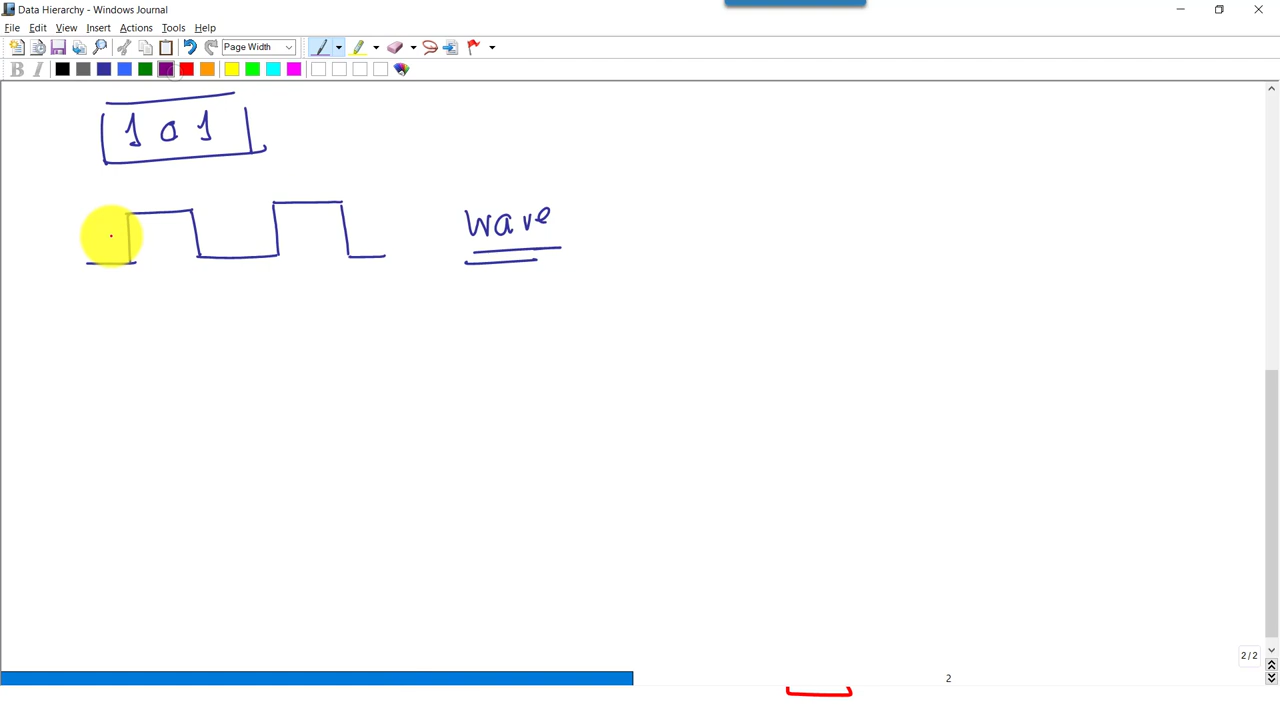 Data Hierarchy - Windows Journal
File Edit View Insert Actions Tools Help
Page Width
B I
1 0 1
wave
2 / 2
2